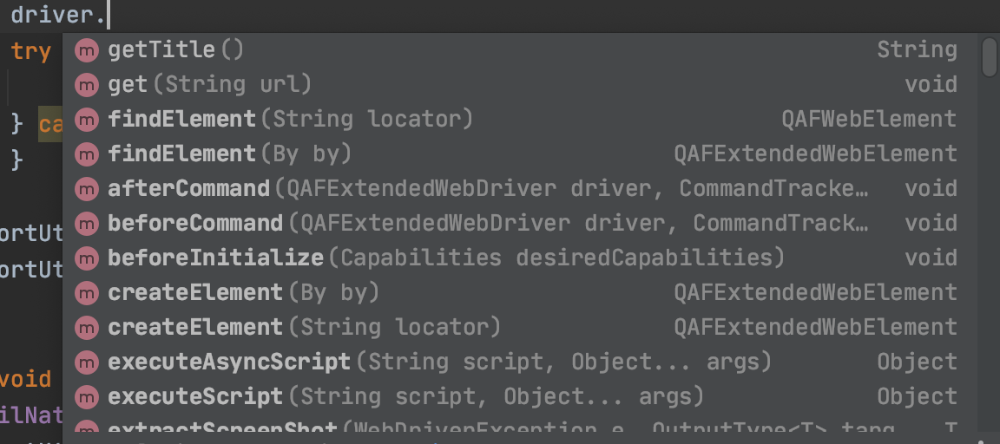 driver.
try
m getTitle() String
m get(String url) void
m findElement(String locator) QAFWebElement
} ca
m findElement(By by) QAFExtendedWebElement
}
m afterCommand(QAFExtendedWebDriver driver, CommandTracke… void
m beforeCommand(QAFExtendedWebDriver driver, CommandTrack… void
ortUt
m beforeInitialize(Capabilities desiredCapabilities) void
ortUt
m createElement(By by) QAFExtendedWebElement
m createElement(String locator) QAFExtendedWebElement
m executeAsyncScript(String script, Object... args) Object
void
m executeScript(String script, Object... args) Object
ilNat
m extractScreenShot(WebDriverException e, OutputType<T> targ… T